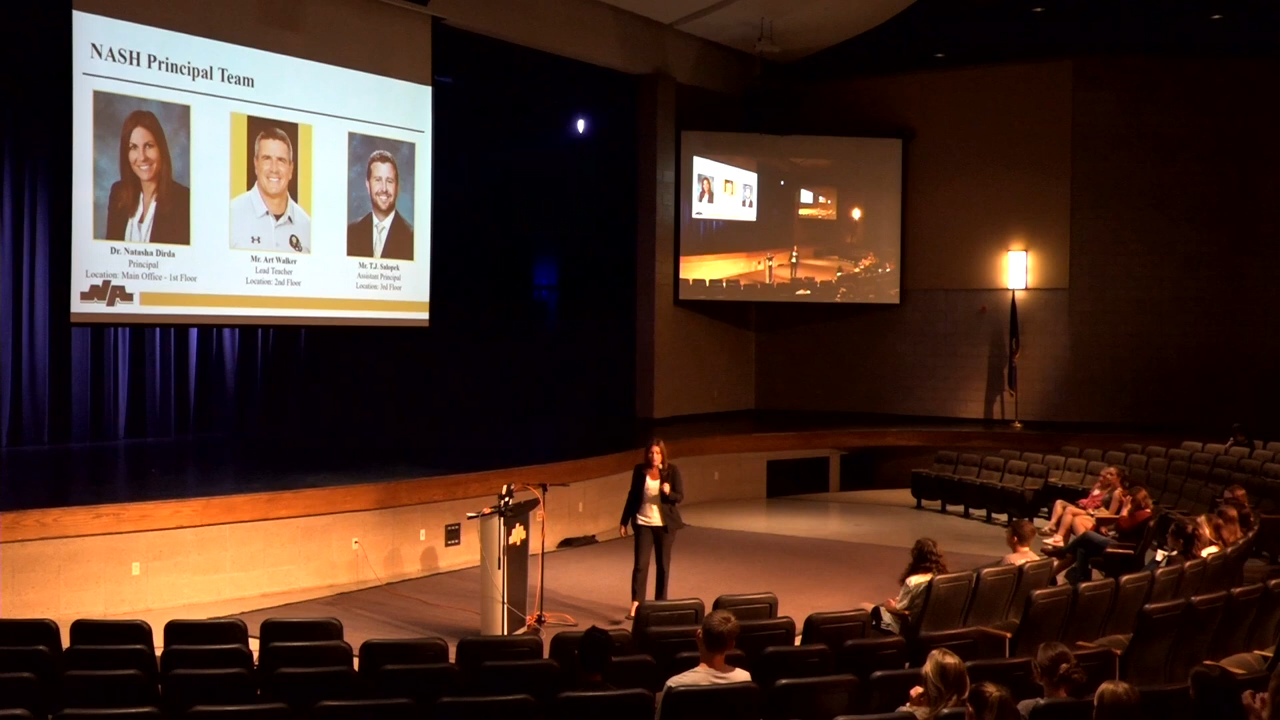 NASH Principal Team
Dr. Natasha Dirda
Principal
Location: Main Office - 1st Floor
Mr. Art Walker
Lead Teacher
Location: 2nd Floor
Mr. T.J. Salopek
Assistant Principal
Location: 3rd Floor
NA